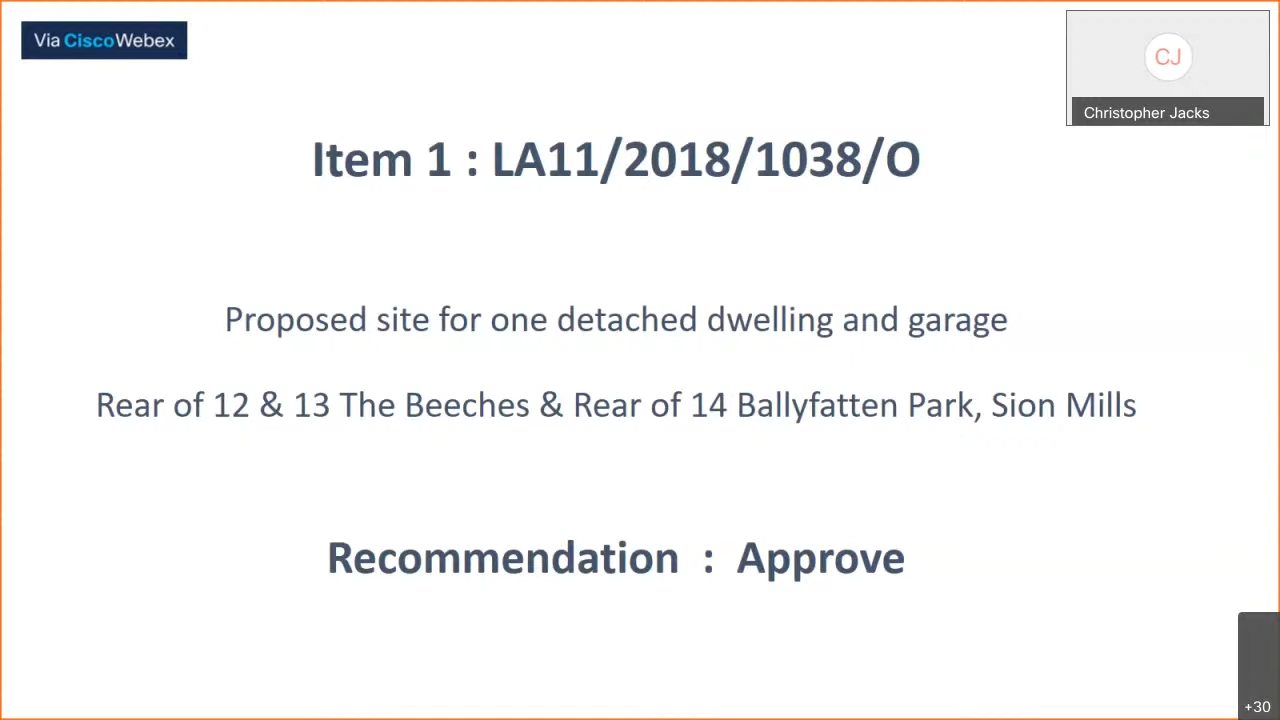 Via CiscoWebex
CJ
Christopher Jacks
Item 1 : LA11/2018/1038/O
Proposed site for one detached dwelling and garage
Rear of 12 & 13 The Beeches & Rear of 14 Ballyfatten Park, Sion Mills
Recommendation : Approve
+30